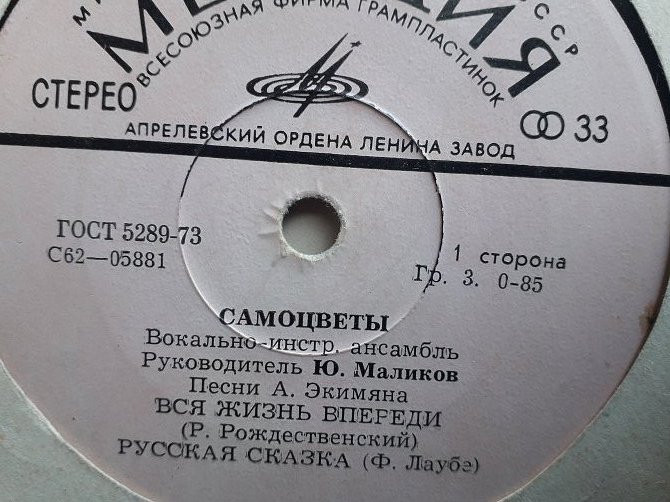 М СССР
МЕЛОДИЯ
ВСЕСОЮЗНАЯ ФИРМА ГРАМПЛАСТИНОК
СТЕРЕО
33
АПРЕЛЕВСКИЙ ОРДЕНА ЛЕНИНА ЗАВОД
ГОСТ 5289-73
С62—05881
1 сторона
Гр. 3. 0-85
САМОЦВЕТЫ
Вокально-инстр. ансамбль
Руководитель Ю. Маликов
Песни А. Экимяна
ВСЯ ЖИЗНЬ ВПЕРЕДИ
(Р. Рождественский)
РУССКАЯ СКАЗКА (Ф. Лаубе)